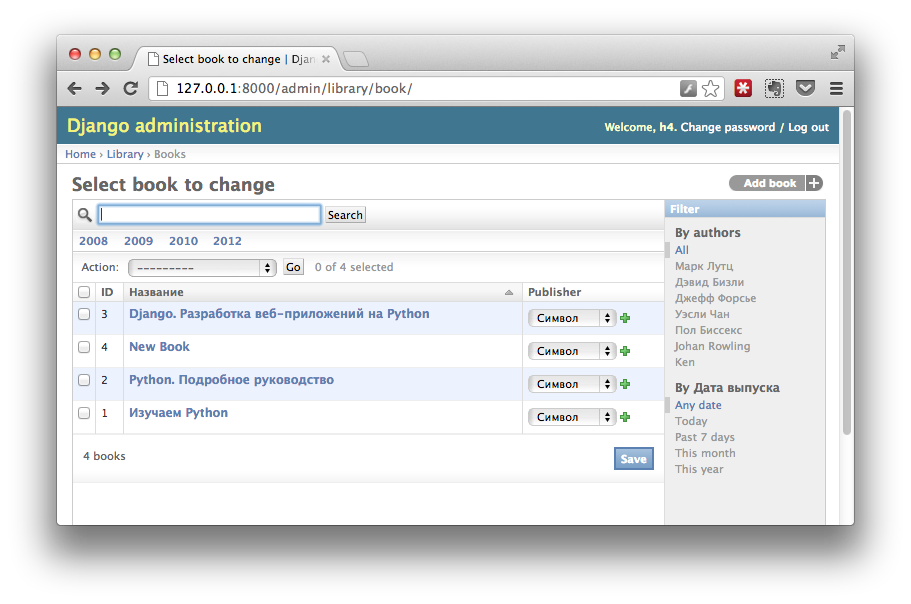 Select book to change | Djan
127.0.0.1:8000/admin/library/book/
Django administration
Welcome, h4. Change password / Log out
Home › Library › Books
Select book to change
Add book
Search
2008 2009 2010 2012
Action: --------- Go 0 of 4 selected
ID Название Publisher
3 Django. Разработка веб-приложений на Python Символ
4 New Book Символ
2 Python. Подробное руководство Символ
1 Изучаем Python Символ
4 books
Save
Filter
By authors
All
Марк Лутц
Дэвид Бизли
Джефф Форсье
Уэсли Чан
Пол Биссекс
Johan Rowling
Ken
By Дата выпуска
Any date
Today
Past 7 days
This month
This year